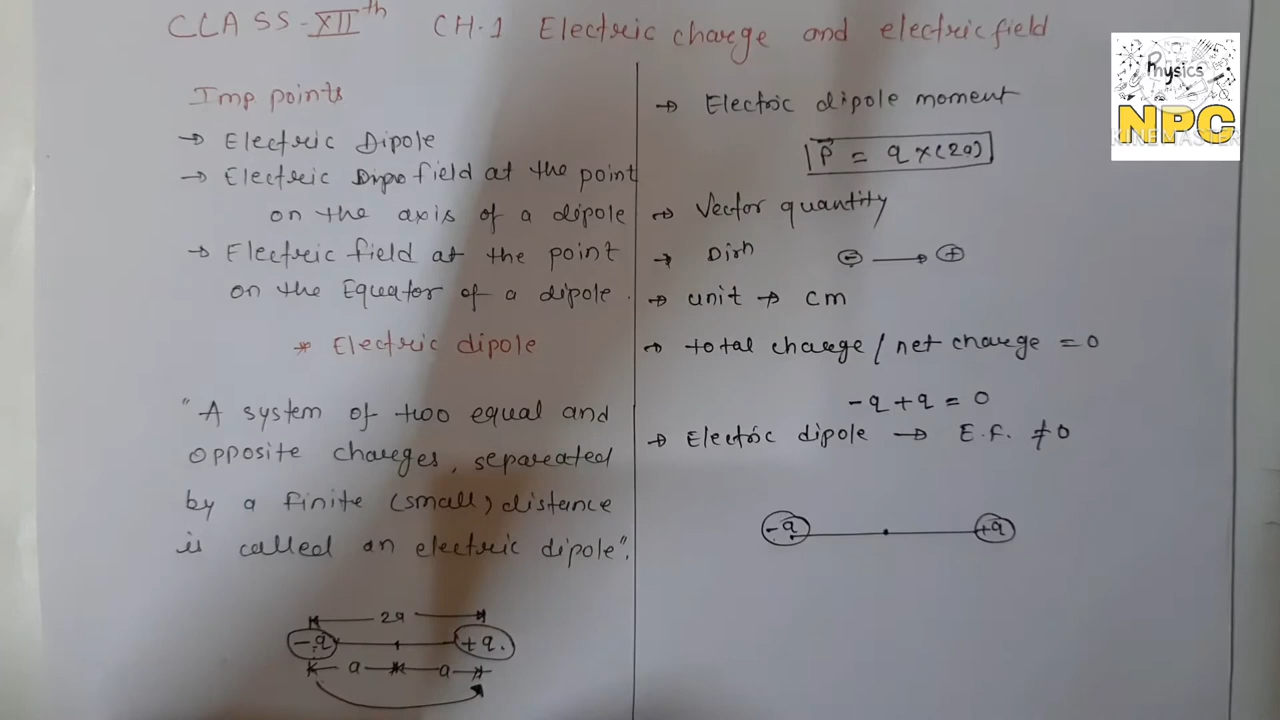 CLASS-XIIth CH.1 Electric charge and electric field
Imp points
→ Electric Dipole
→ Electric field at the point
on the axis of a dipole
→ Electric field at the point
on the Equator of a dipole.
* Electric dipole
"A system of two equal and
opposite charges, separeated
by a finite (small) distance
is called an electric dipole".
2a
-q +q.
a a
→ Electric dipole moment
P⃗ = q × (2a)
→ Vector quantity
→ Dirn ⊖ → ⊕
→ unit → cm
→ total charge / net charge = 0
-q + q = 0
→ Electric dipole → E.F. ≠ 0
-q +q
Physics
NPC
KINEMASTER